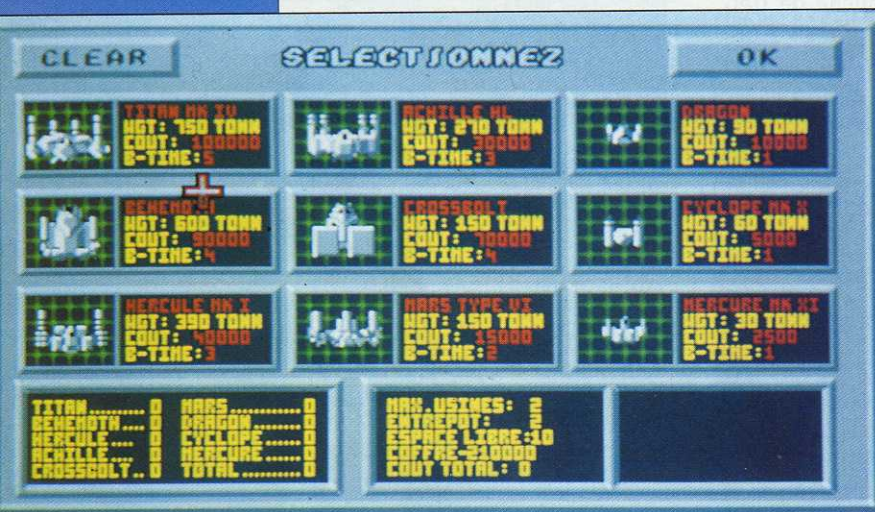 CLEAR
SELECTIONNEZ
OK
TITAN MK IV
WGT: 750 TONN
COUT: 100000
B-TIME:5
ACHILLE HL
WGT: 270 TONN
COUT: 30000
B-TIME:3
DRAGON
WGT: 90 TONN
COUT: 10000
B-TIME:1
BEHEMOTH
WGT: 600 TONN
COUT: 90000
B-TIME:4
CROSSBOLT
WGT: 150 TONN
COUT: 70000
B-TIME:4
CYCLOPE MK X
WGT: 60 TONN
COUT: 5000
B-TIME:1
HERCULE MK I
WGT: 390 TONN
COUT: 40000
B-TIME:3
MARS TYPE VI
WGT: 150 TONN
COUT: 15000
B-TIME:2
MERCURE MK XI
WGT: 30 TONN
COUT: 2500
B-TIME:1
TITAN......... 0 MARS..........0
BEHEMOTH.... 0 DRAGON.......0
HERCULE.... 0 CYCLOPE.....0
ACHILLE.... 0 MERCURE.....0
CROSSBOLT.. 0 TOTAL.........0
MAX.USINES: 2
ENTREPOT: 2
ESPACE LIBRE:10
COFFRE=210000
COUT TOTAL: 0